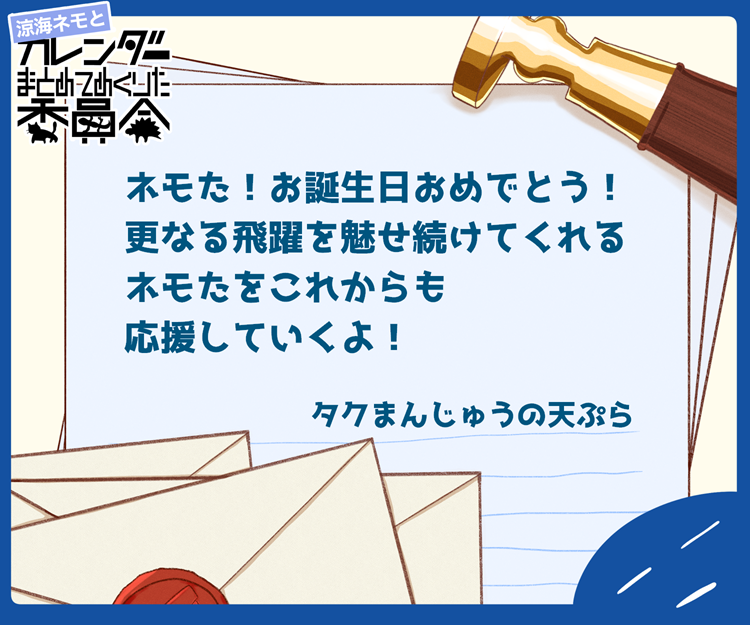 涼海ネモと
カレンダー
まとめてめくりた
委員会
ネモた！お誕生日おめでとう！
更なる飛躍を魅せ続けてくれる
ネモたをこれからも
応援していくよ！
タクまんじゅうの天ぷら